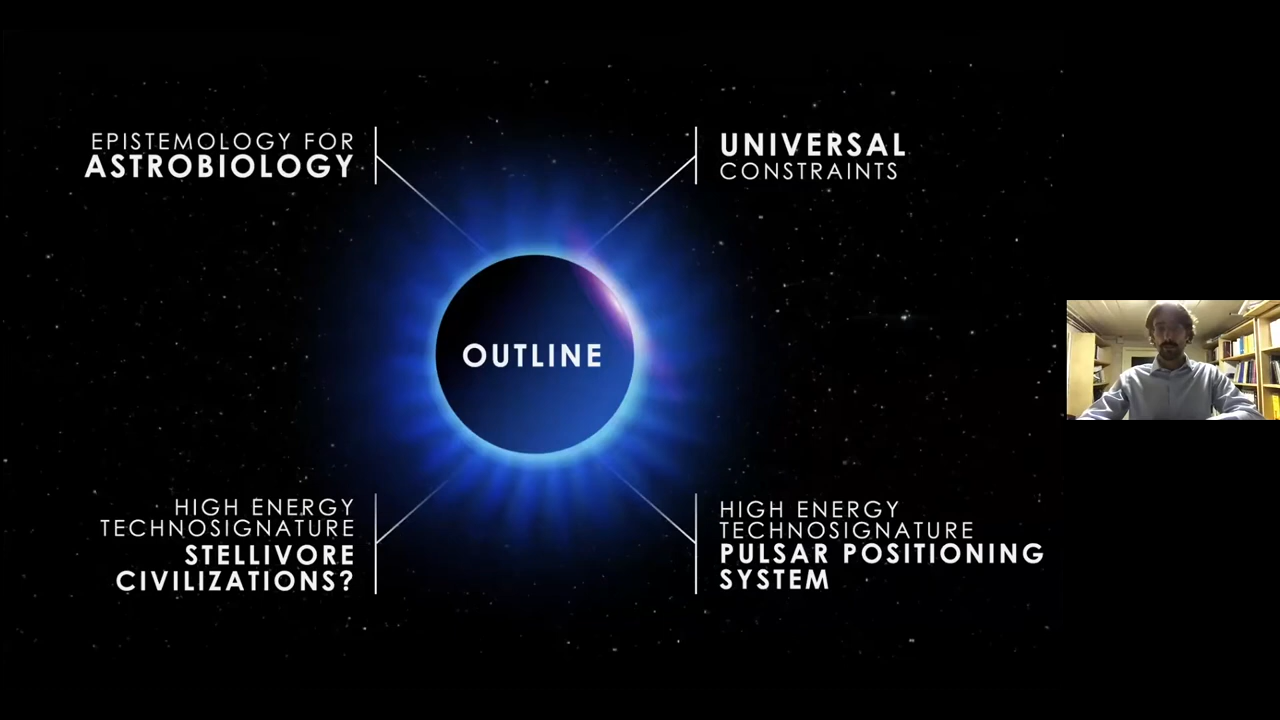 EPISTEMOLOGY FOR
ASTROBIOLOGY
UNIVERSAL
CONSTRAINTS
OUTLINE
HIGH ENERGY
TECHNOSIGNATURE
STELLIVORE
CIVILIZATIONS?
HIGH ENERGY
TECHNOSIGNATURE
PULSAR POSITIONING
SYSTEM